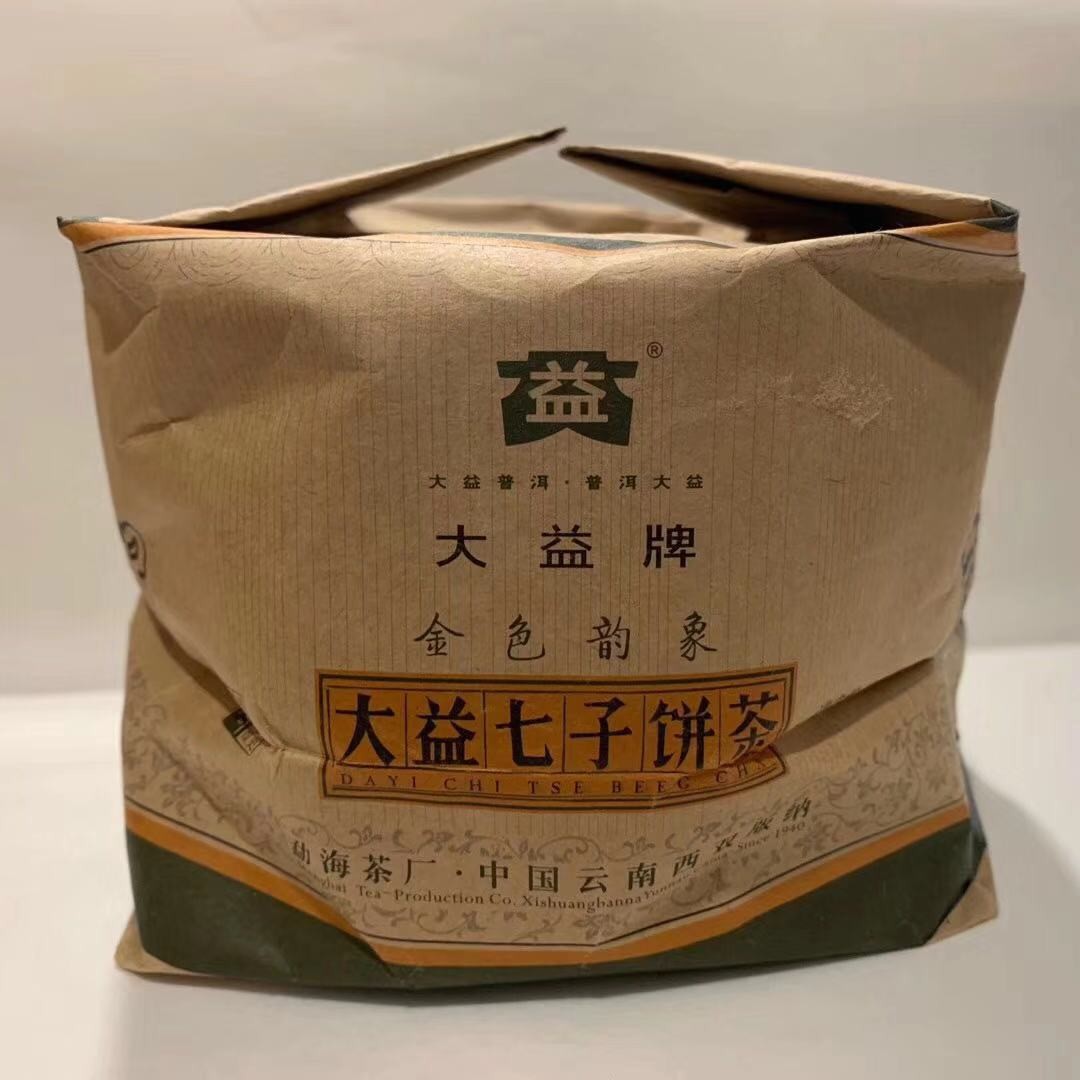 益®
大益普洱·普洱大益
大益牌
金色韵象
大益七子饼茶
DAYI CHI TSE BEEG CHA
勐海茶厂·中国云南西双版纳
Tea-Production Co. Xishuangbanna Since 1940